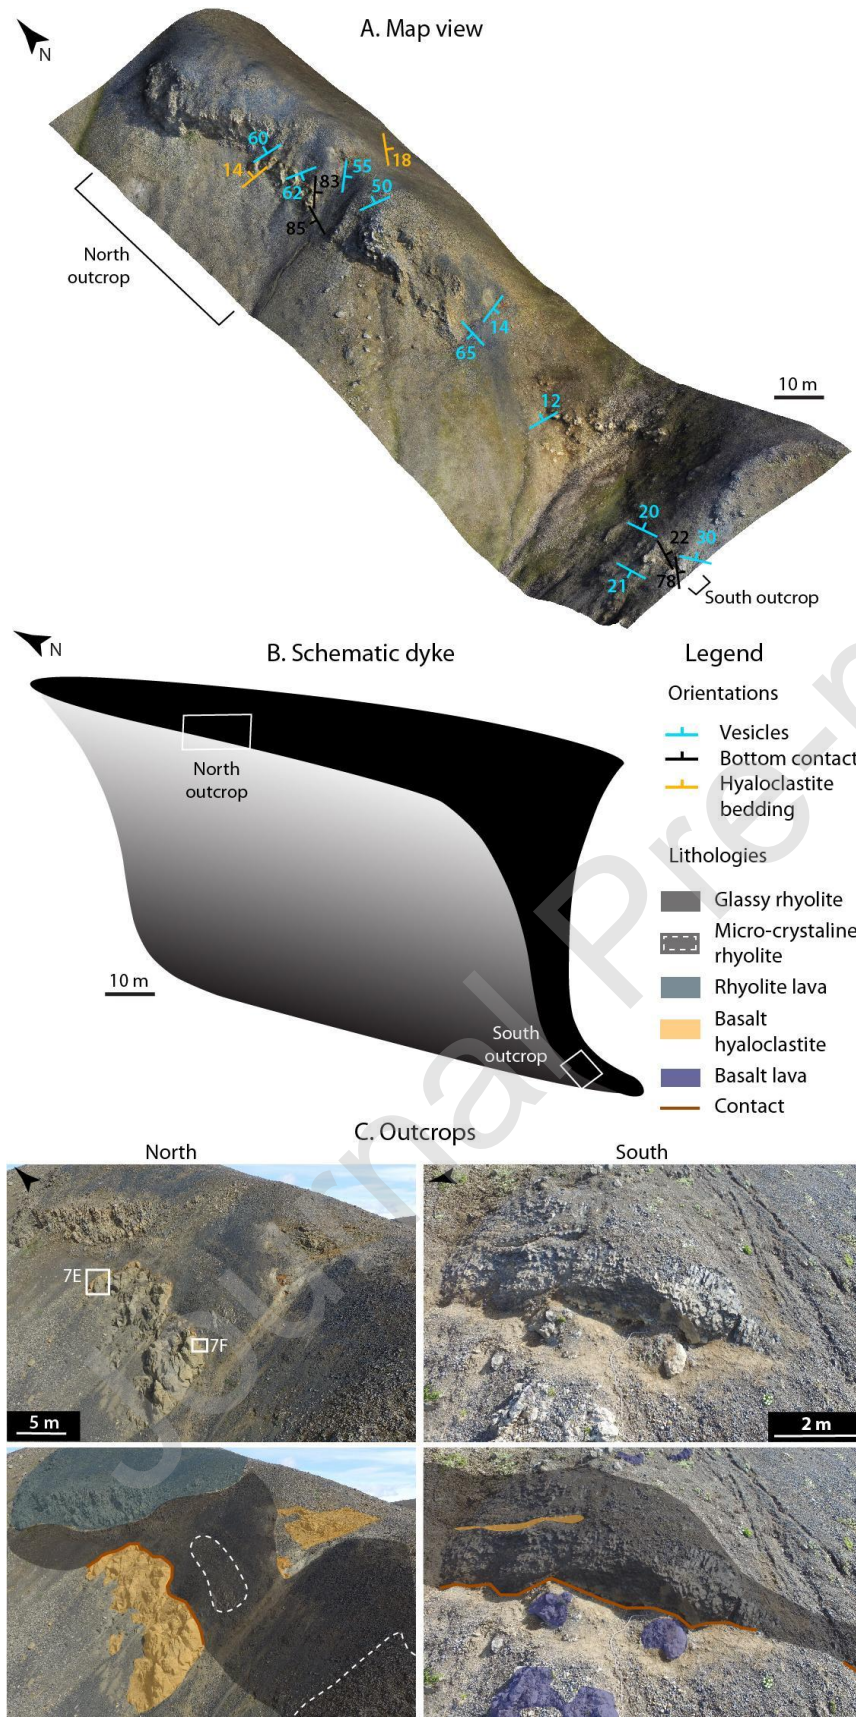 A. Map view
N
60
14
83
62
55
18
50
85
North
outcrop
14
65
10 m
12
20
22
30
21
78
South outcrop
N
B. Schematic dyke
Legend
Orientations
Vesicles
Bottom contact
Hyaloclastite
bedding
North
outcrop
Lithologies
Glassy rhyolite
Micro-crystaline
rhyolite
10 m
Rhyolite lava
South
outcrop
Basalt
hyaloclastite
Basalt lava
Contact
C. Outcrops
North
South
7E
7F
5 m
2 m
Journal Pre-